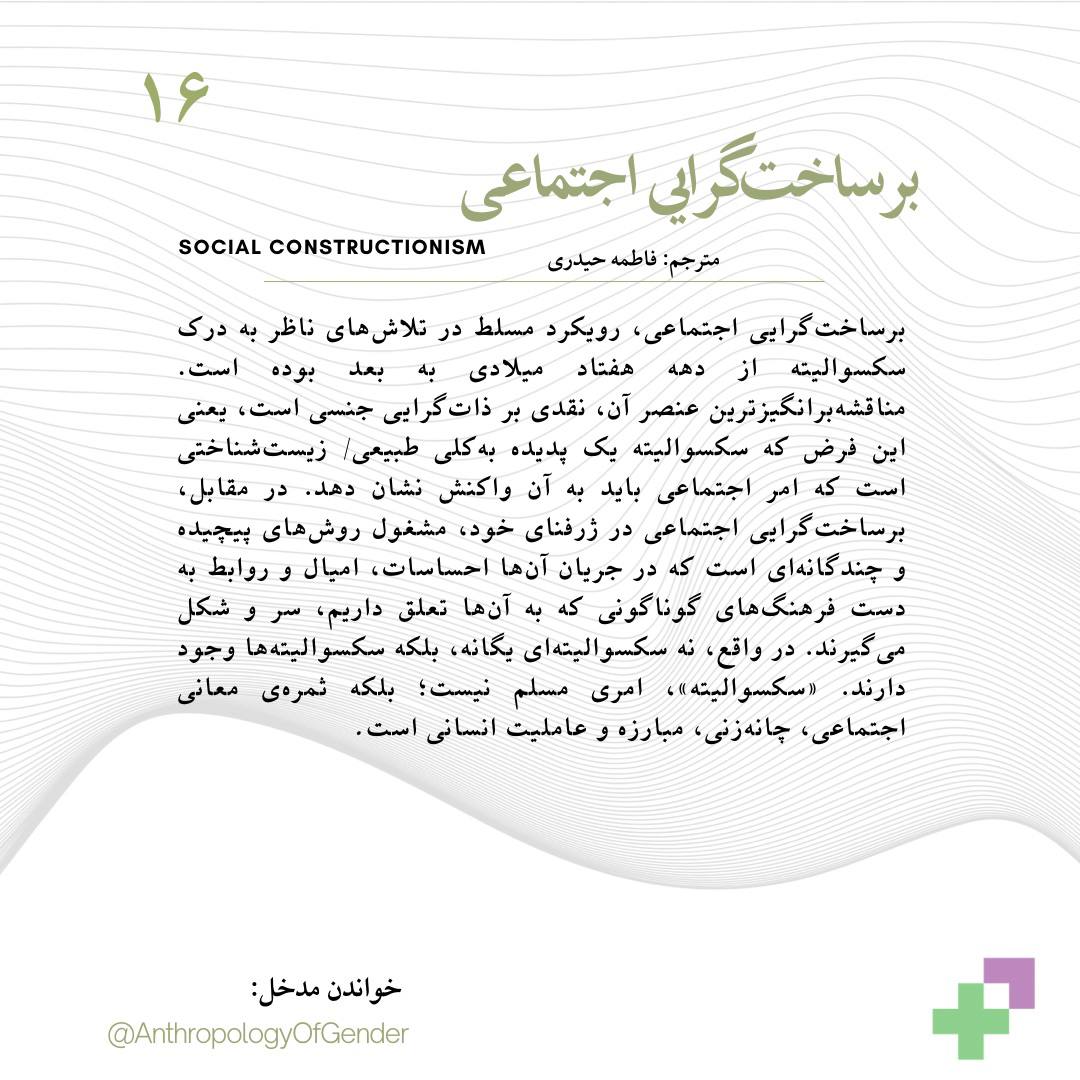 ۱۶
برساخت‌گرایی اجتماعی
SOCIAL CONSTRUCTIONISM
مترجم: فاطمه حیدری
برساخت‌گرایی اجتماعی، رویکرد مسلط در تلاش‌های ناظر به درک
سکسوالیته از دهه هفتاد میلادی به بعد بوده است.
مناقشه‌برانگیزترین عنصر آن، نقدی بر ذات‌گرایی جنسی است، یعنی
این فرض که سکسوالیته یک پدیده به‌کلی طبیعی/ زیست‌شناختی
است که امر اجتماعی باید به آن واکنش نشان دهد. در مقابل،
برساخت‌گرایی اجتماعی در ژرفنای خود، مشغول روش‌های پیچیده
و چندگانه‌ای است که در جریان آن‌ها احساسات، امیال و روابط به
دست فرهنگ‌های گوناگونی که به آن‌ها تعلق داریم، سر و شکل
می‌گیرند. در واقع، نه سکسوالیته‌ای یگانه، بلکه سکسوالیته‌ها وجود
دارند. «سکسوالیته»، امری مسلم نیست؛ بلکه ثمره‌ی معانی
اجتماعی، چانه‌زنی، مبارزه و عاملیت انسانی است.
خواندن مدخل:
@AnthropologyOfGender